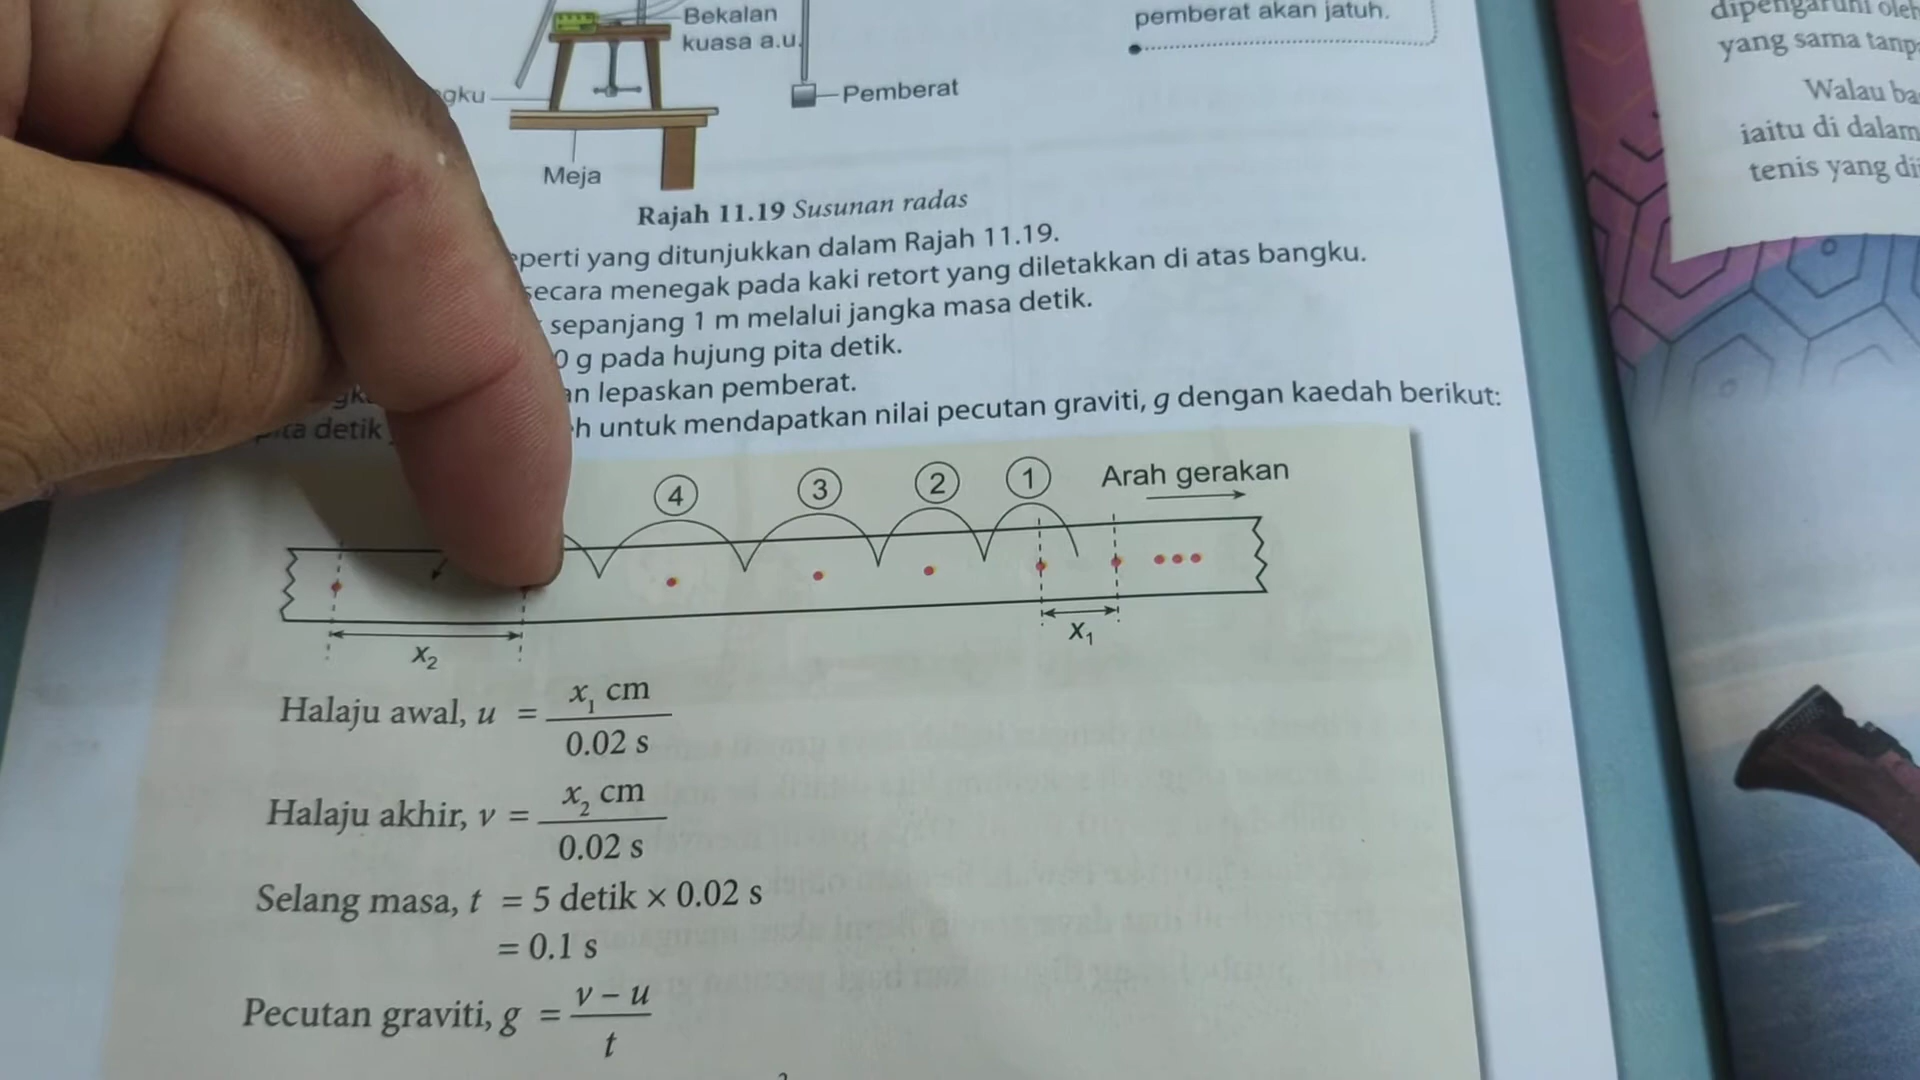 Bekalan
kuasa a.u.
gku
Pemberat
Meja
pemberat akan jatuh.
Rajah 11.19 Susunan radas
perti yang ditunjukkan dalam Rajah 11.19.
secara menegak pada kaki retort yang diletakkan di atas bangku.
sepanjang 1 m melalui jangka masa detik.
0 g pada hujung pita detik.
an lepaskan pemberat.
pita detik h untuk mendapatkan nilai pecutan graviti, g dengan kaedah berikut:
4 3 2 1 Arah gerakan
x₂
x₁
Halaju awal, u = x₁ cm / 0.02 s
Halaju akhir, v = x₂ cm / 0.02 s
Selang masa, t = 5 detik × 0.02 s
= 0.1 s
Pecutan graviti, g = v – u / t
dipengaruhi oleh
yang sama tanp
Walau ba
iaitu di dalam
tenis yang di